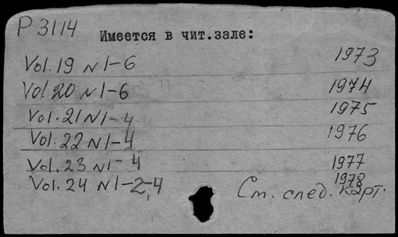 Р 3114
Имеется в чит.зале:
Vol. 19 N 1-6 1973
Vol 20 N 1-6 1974
Vol. 21 N 1-4 1975
Vol. 22 N 1-4 1976
Vol. 23 N 1-4 1977
Vol. 24 N 1-2,4 1978
См. след. карт.